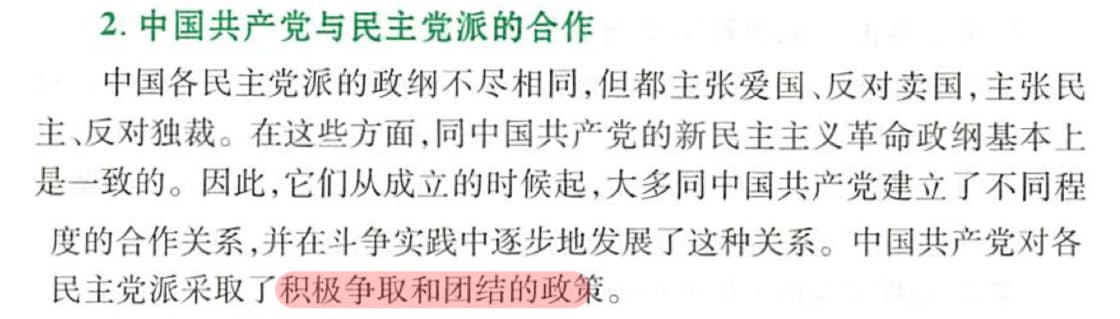 2. 中国共产党与民主党派的合作
中国各民主党派的政纲不尽相同,但都主张爱国、反对卖国,主张民
主、反对独裁。在这些方面,同中国共产党的新民主主义革命政纲基本上
是一致的。因此,它们从成立的时候起,大多同中国共产党建立了不同程
度的合作关系,并在斗争实践中逐步地发展了这种关系。中国共产党对各
民主党派采取了积极争取和团结的政策。